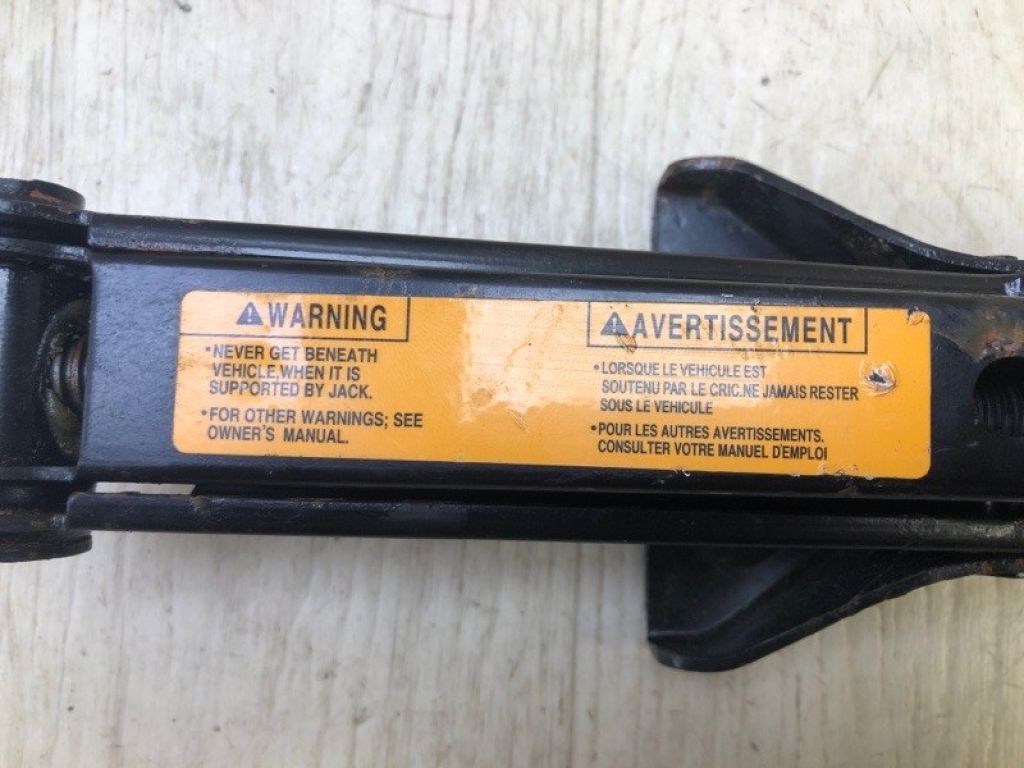 WARNING
•NEVER GET BENEATH
VEHICLE.WHEN IT IS
SUPPORTED BY JACK.
•FOR OTHER WARNINGS; SEE
OWNER'S MANUAL.
AVERTISSEMENT
•LORSQUE LE VEHICULE EST
SOUTENU PAR LE CRIC.NE JAMAIS RESTER
SOUS LE VEHICULE
•POUR LES AUTRES AVERTISSEMENTS.
CONSULTER VOTRE MANUEL D'EMPLOI